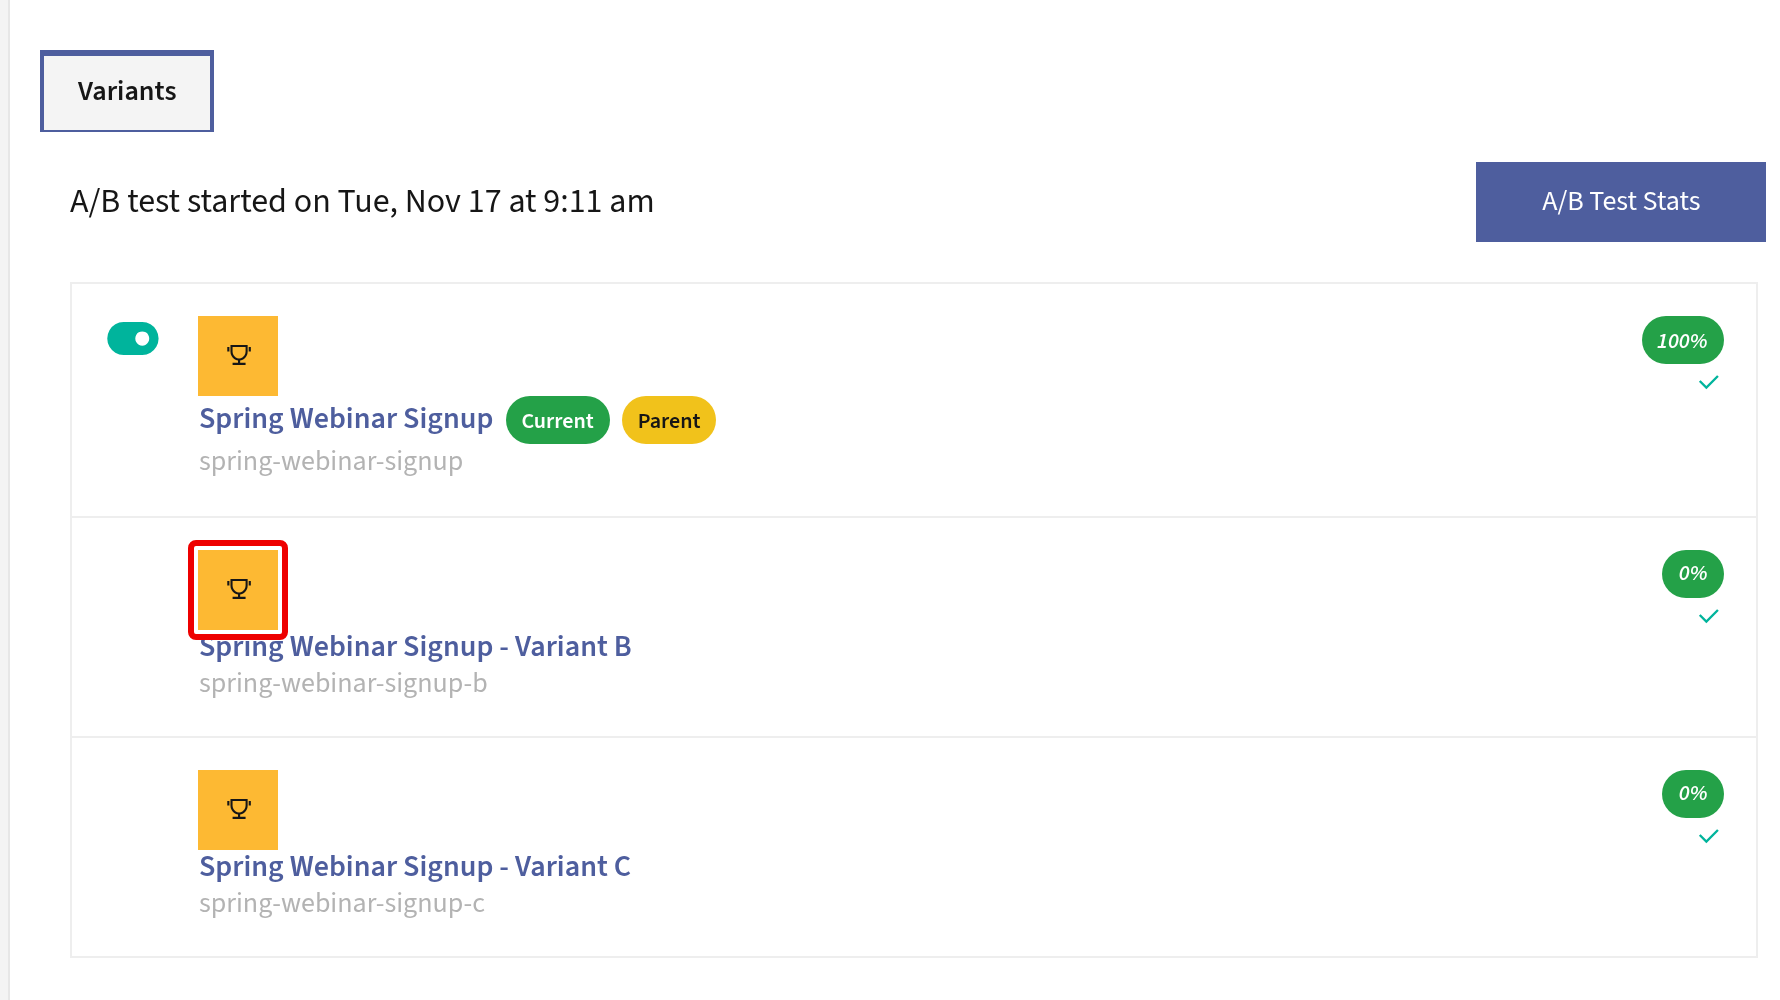 Variants
A/B test started on Tue, Nov 17 at 9:11 am
A/B Test Stats
100%
Spring Webinar Signup Current Parent
spring-webinar-signup
0%
Spring Webinar Signup - Variant B
spring-webinar-signup-b
0%
Spring Webinar Signup - Variant C
spring-webinar-signup-c